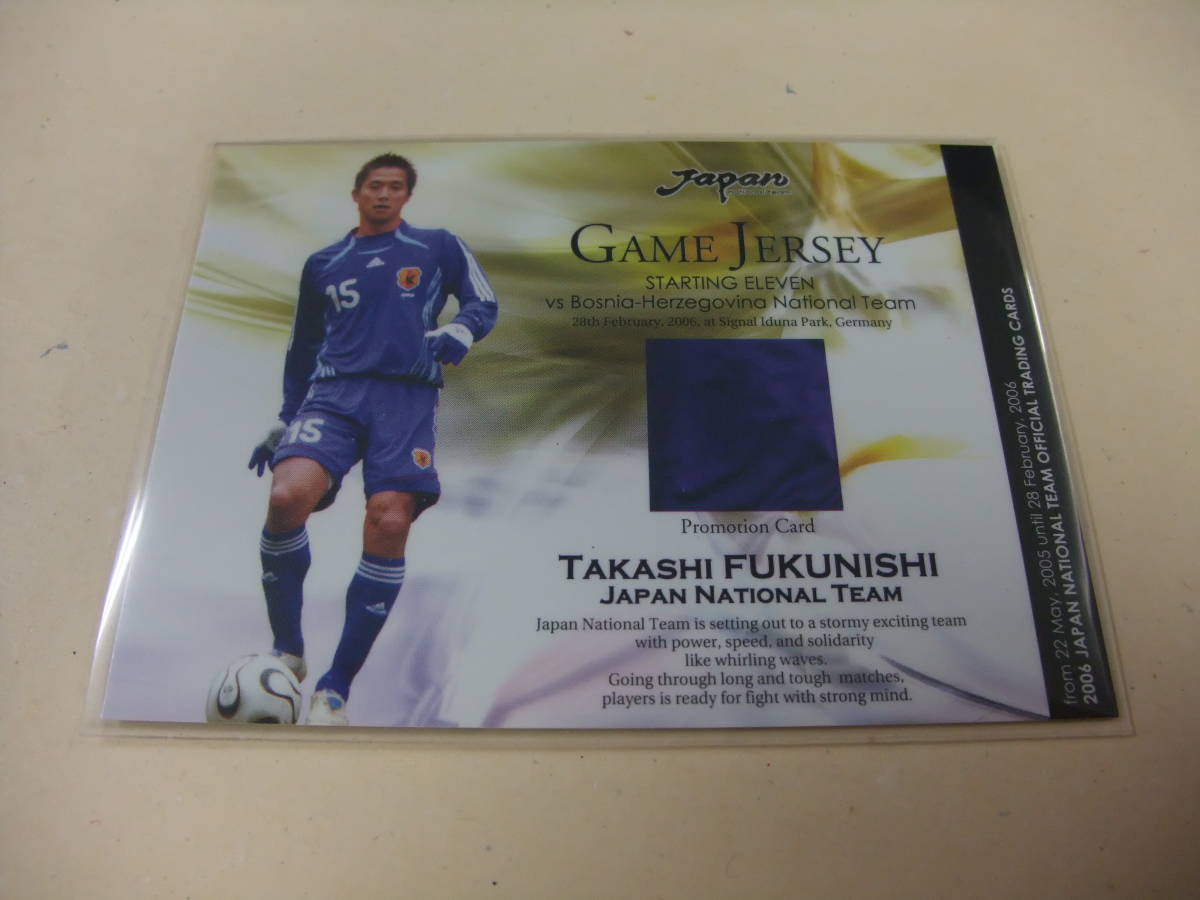 Japan
national team
GAME JERSEY
STARTING ELEVEN
vs Bosnia-Herzegovina National Team
28th February, 2006, at Signal Iduna Park, Germany
15
15
Promotion Card
TAKASHI FUKUNISHI
JAPAN NATIONAL TEAM
Japan National Team is setting out to a stormy exciting team
with power, speed, and solidarity
like whirling waves.
Going through long and tough matches,
players is ready for fight with strong mind.
from 22 May, 2005 until 28 February, 2006
2006 JAPAN NATIONAL TEAM OFFICIAL TRADING CARDS